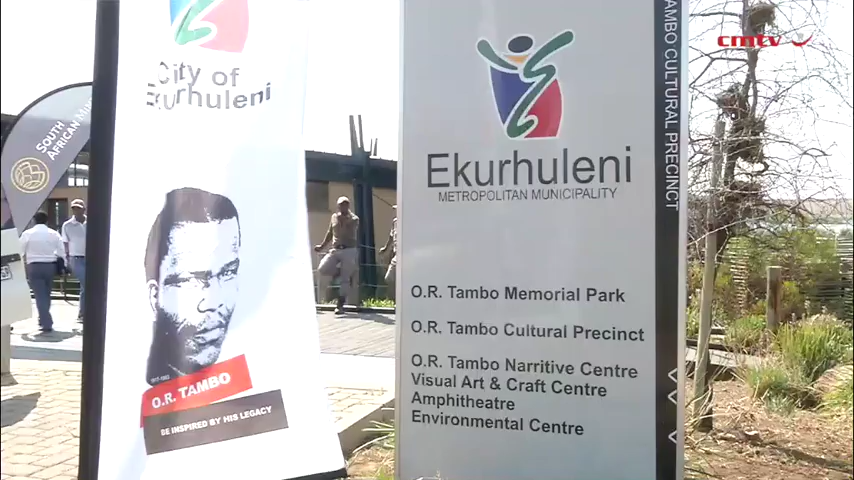 cmtv
SOUTH
AFRICAN
City of
Ekurhuleni
O.R. TAMBO
BE INSPIRED BY HIS LEGACY
TAMBO CULTURAL PRECINCT
Ekurhuleni
METROPOLITAN MUNICIPALITY
O.R. Tambo Memorial Park
O.R. Tambo Cultural Precinct
O.R. Tambo Narritive Centre
Visual Art & Craft Centre
Amphitheatre
Environmental Centre